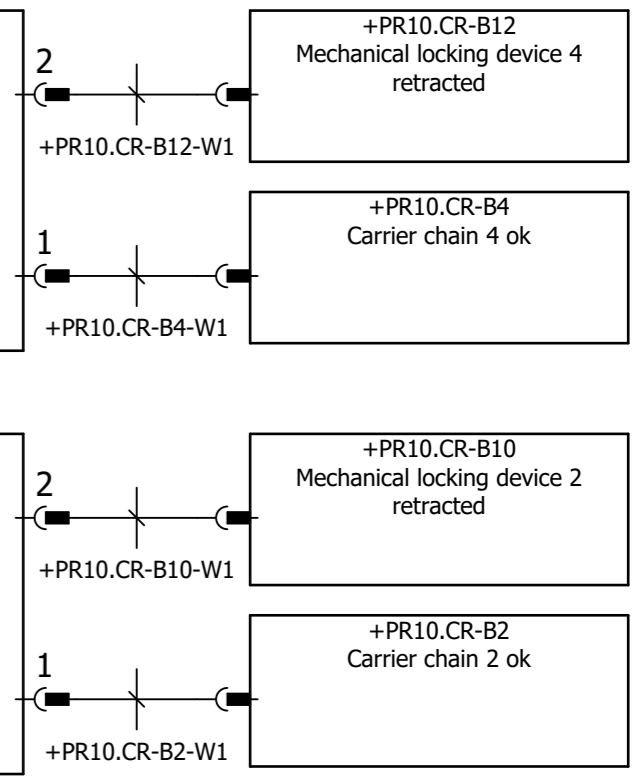 +PR10.CR-B12
Mechanical locking device 4
retracted
2
+PR10.CR-B12-W1
+PR10.CR-B4
Carrier chain 4 ok
1
+PR10.CR-B4-W1
+PR10.CR-B10
Mechanical locking device 2
retracted
2
+PR10.CR-B10-W1
+PR10.CR-B2
Carrier chain 2 ok
1
+PR10.CR-B2-W1